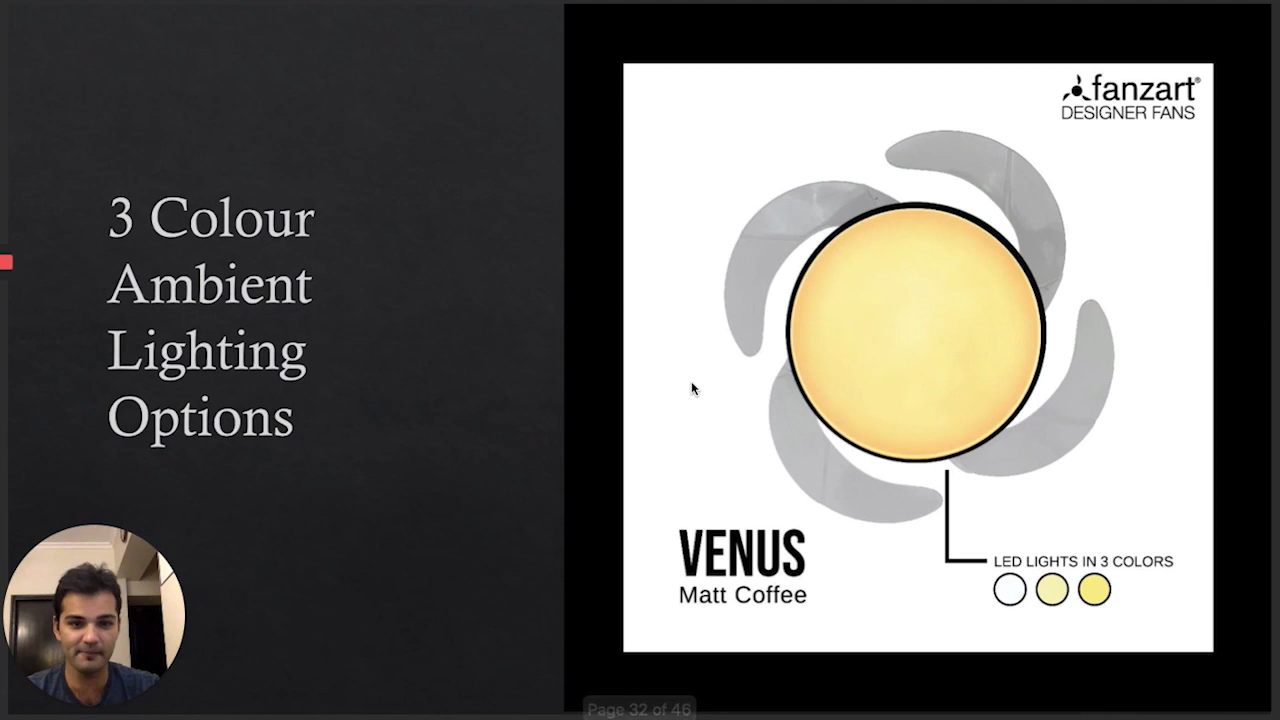 3 Colour
Ambient
Lighting
Options
fanzart®
DESIGNER FANS
VENUS
Matt Coffee
LED LIGHTS IN 3 COLORS
Page 32 of 46